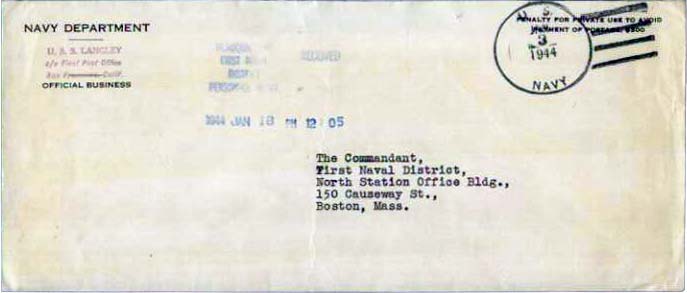 NAVY DEPARTMENT
U. S. S. LANGLEY
c/o Fleet Post Office
San Francisco, Calif.
OFFICIAL BUSINESS
RECEIVED
FIRST
DISTRICT
1944 JAN 18 PM 12 05
U. S.
3
1944
NAVY
PENALTY FOR PRIVATE USE TO AVOID
PAYMENT OF POSTAGE, $300
The Commandant,
First Naval District,
North Station Office Bldg.,
150 Causeway St.,
Boston, Mass.